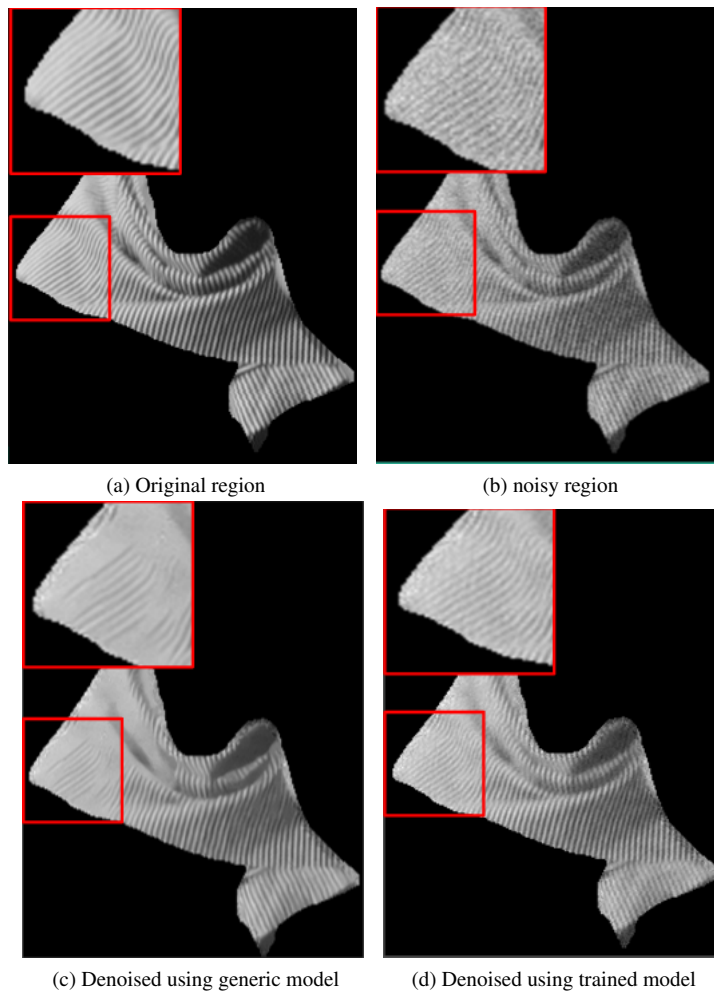 (a) Original region
(b) noisy region
(c) Denoised using generic model
(d) Denoised using trained model